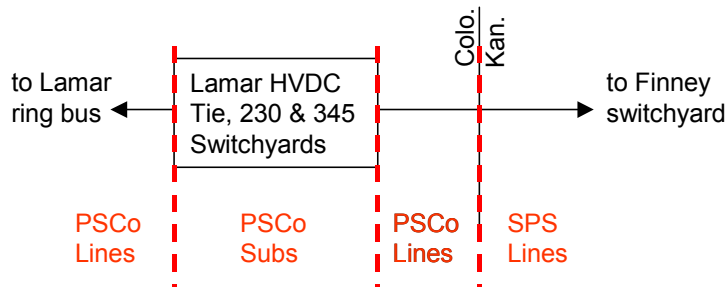 Colo.
Kan.
to Lamar
ring bus
Lamar HVDC
Tie, 230 & 345
Switchyards
to Finney
switchyard
PSCo
Lines
PSCo
Subs
PSCo
Lines
SPS
Lines